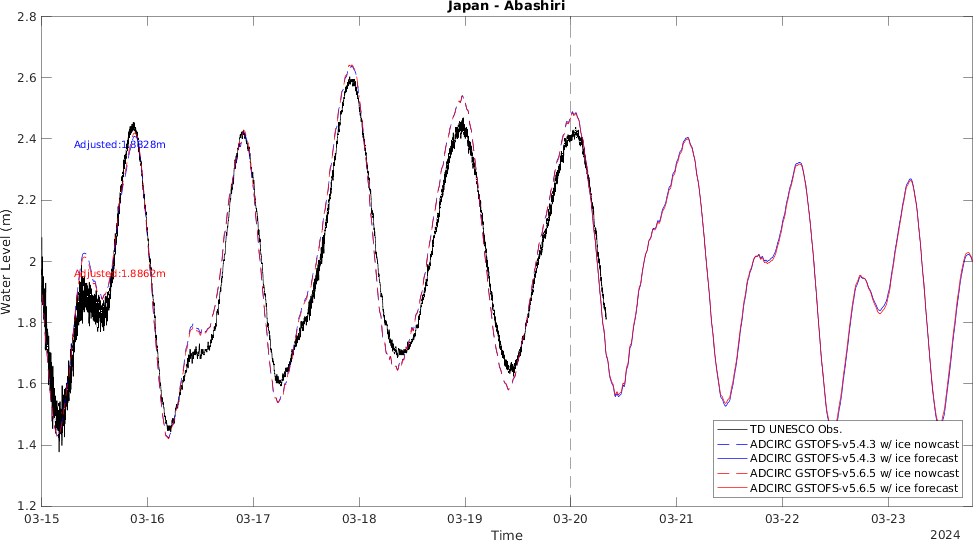 Japan - Abashiri
2.8
2.6
2.4
2.2
2
1.8
1.6
1.4
1.2
Water Level (m)
Adjusted:1.8828m
Adjusted:1.8862m
TD UNESCO Obs.
ADCIRC GSTOFS-v5.4.3 w/ ice nowcast
ADCIRC GSTOFS-v5.4.3 w/ ice forecast
ADCIRC GSTOFS-v5.6.5 w/ ice nowcast
ADCIRC GSTOFS-v5.6.5 w/ ice forecast
03-15 03-16 03-17 03-18 03-19 03-20 03-21 03-22 03-23
Time
2024